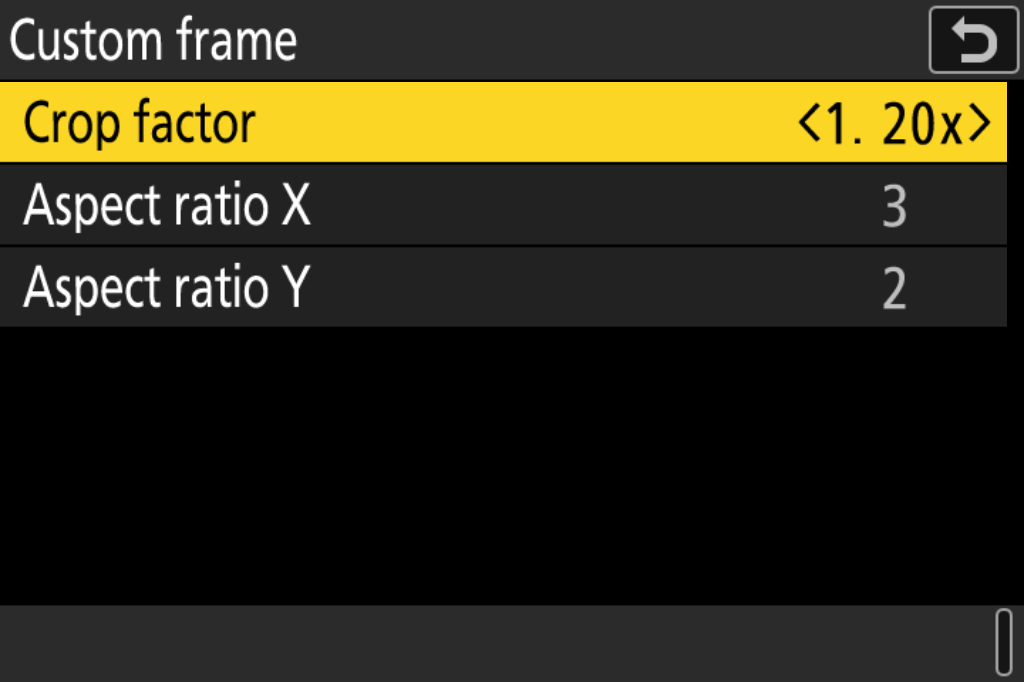 Custom frame
Crop factor <1. 20x>
Aspect ratio X 3
Aspect ratio Y 2